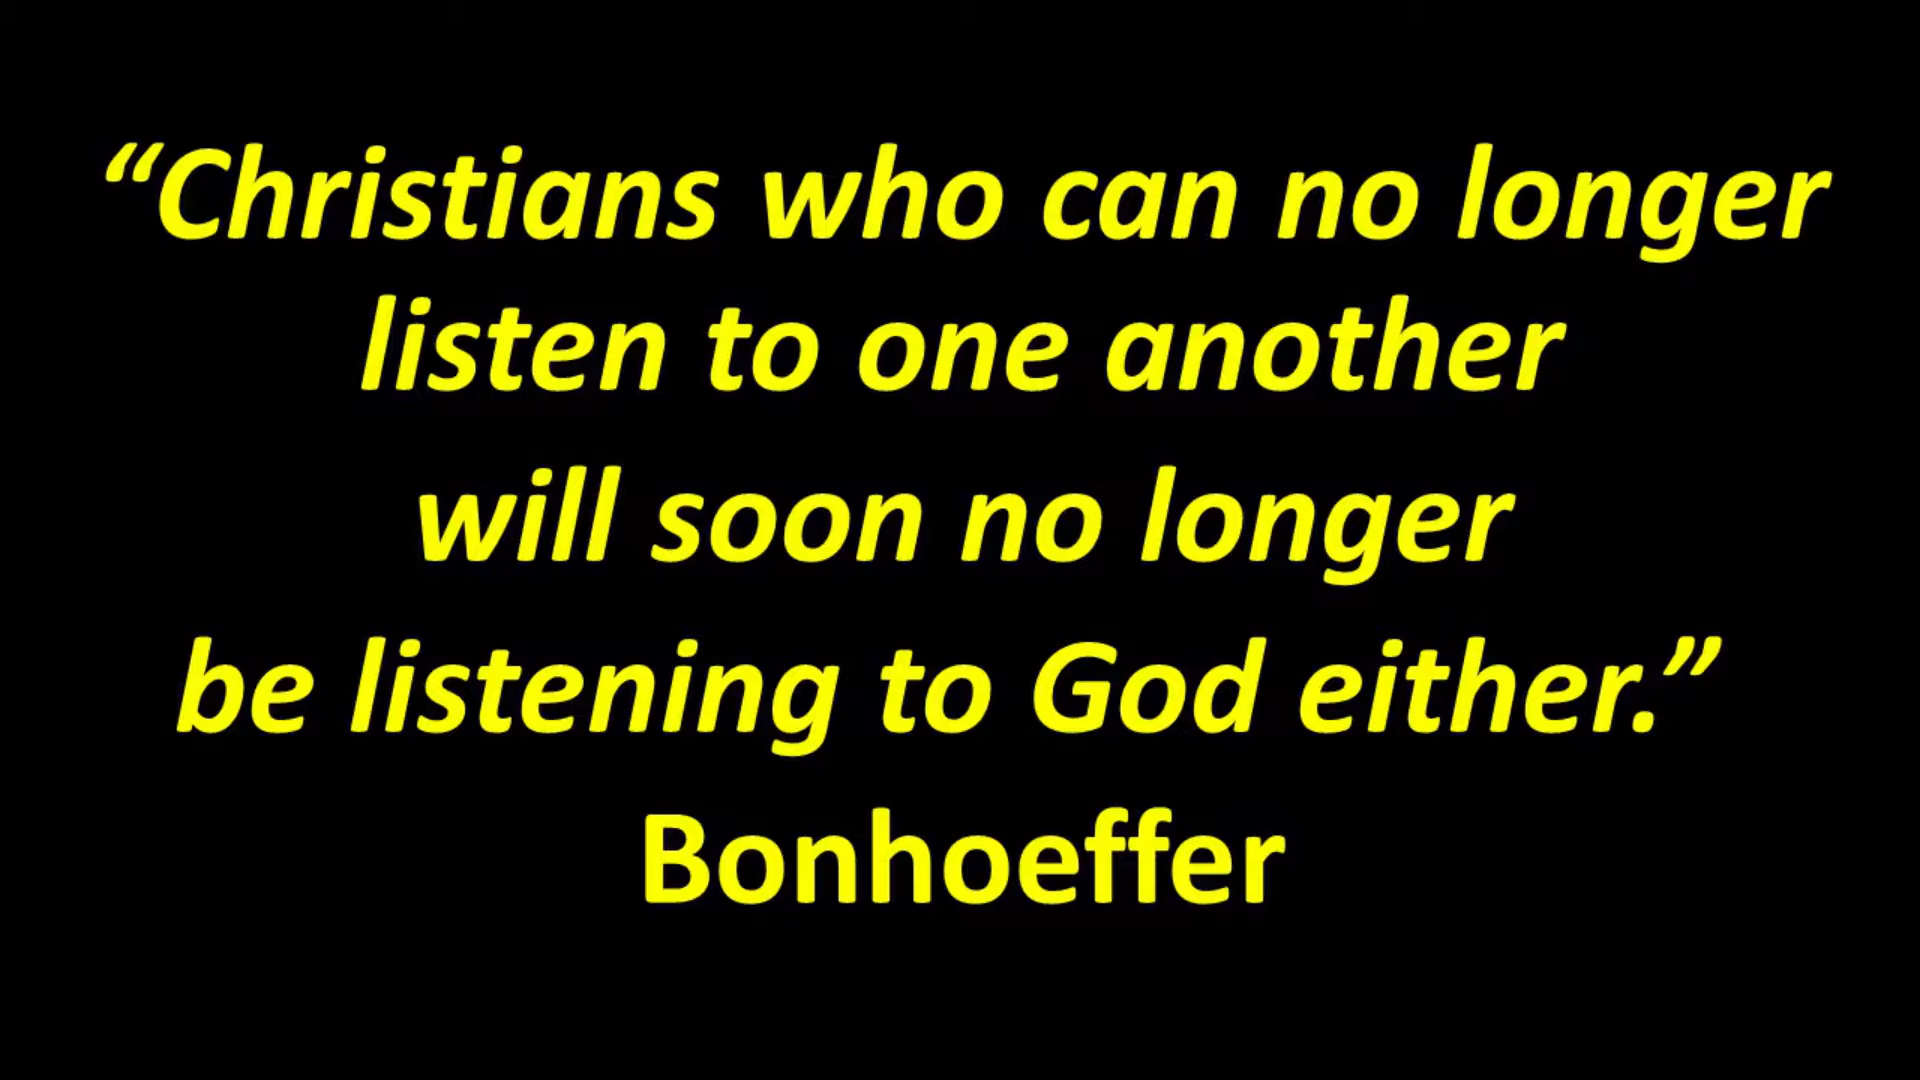 “Christians who can no longer
listen to one another
will soon no longer
be listening to God either.”
Bonhoeffer